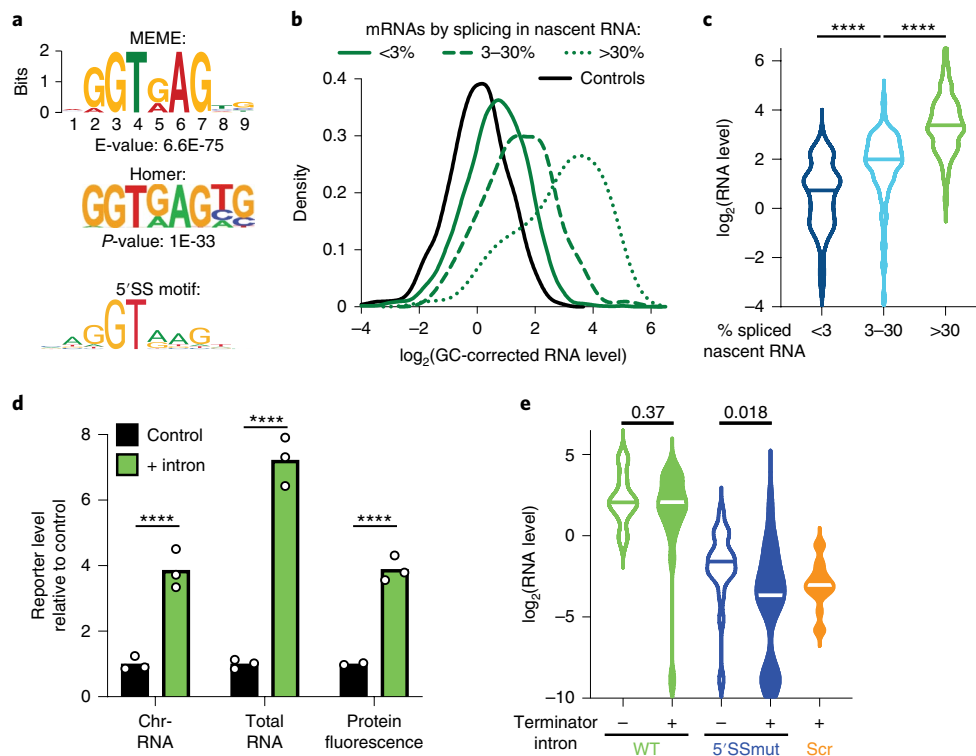 a
MEME:
Bits
2
1
0
GGTGAG
A A
1 2 3 4 5 6 7 8 9
E-value: 6.6E-75
Homer:
GGTGAGTG
A A C C
P-value: 1E-33
5′SS motif:
AGGTAAG
b
mRNAs by splicing in nascent RNA:
<3% 3–30% >30%
Controls
Density
0.4
0.3
0.2
0.1
0
−4 −2 0 2 4 6
log2(GC-corrected RNA level)
c
**** ****
log2(RNA level)
6
4
2
0
−2
−4
% spliced nascent RNA
<3 3–30 >30
d
Control
+ intron
Reporter level relative to control
8
6
4
2
0
****
****
****
Chr-RNA
Total RNA
Protein fluorescence
e
0.37 0.018
log2(RNA level)
5
0
−5
−10
Terminator intron
− + − + +
WT 5′SSmut Scr